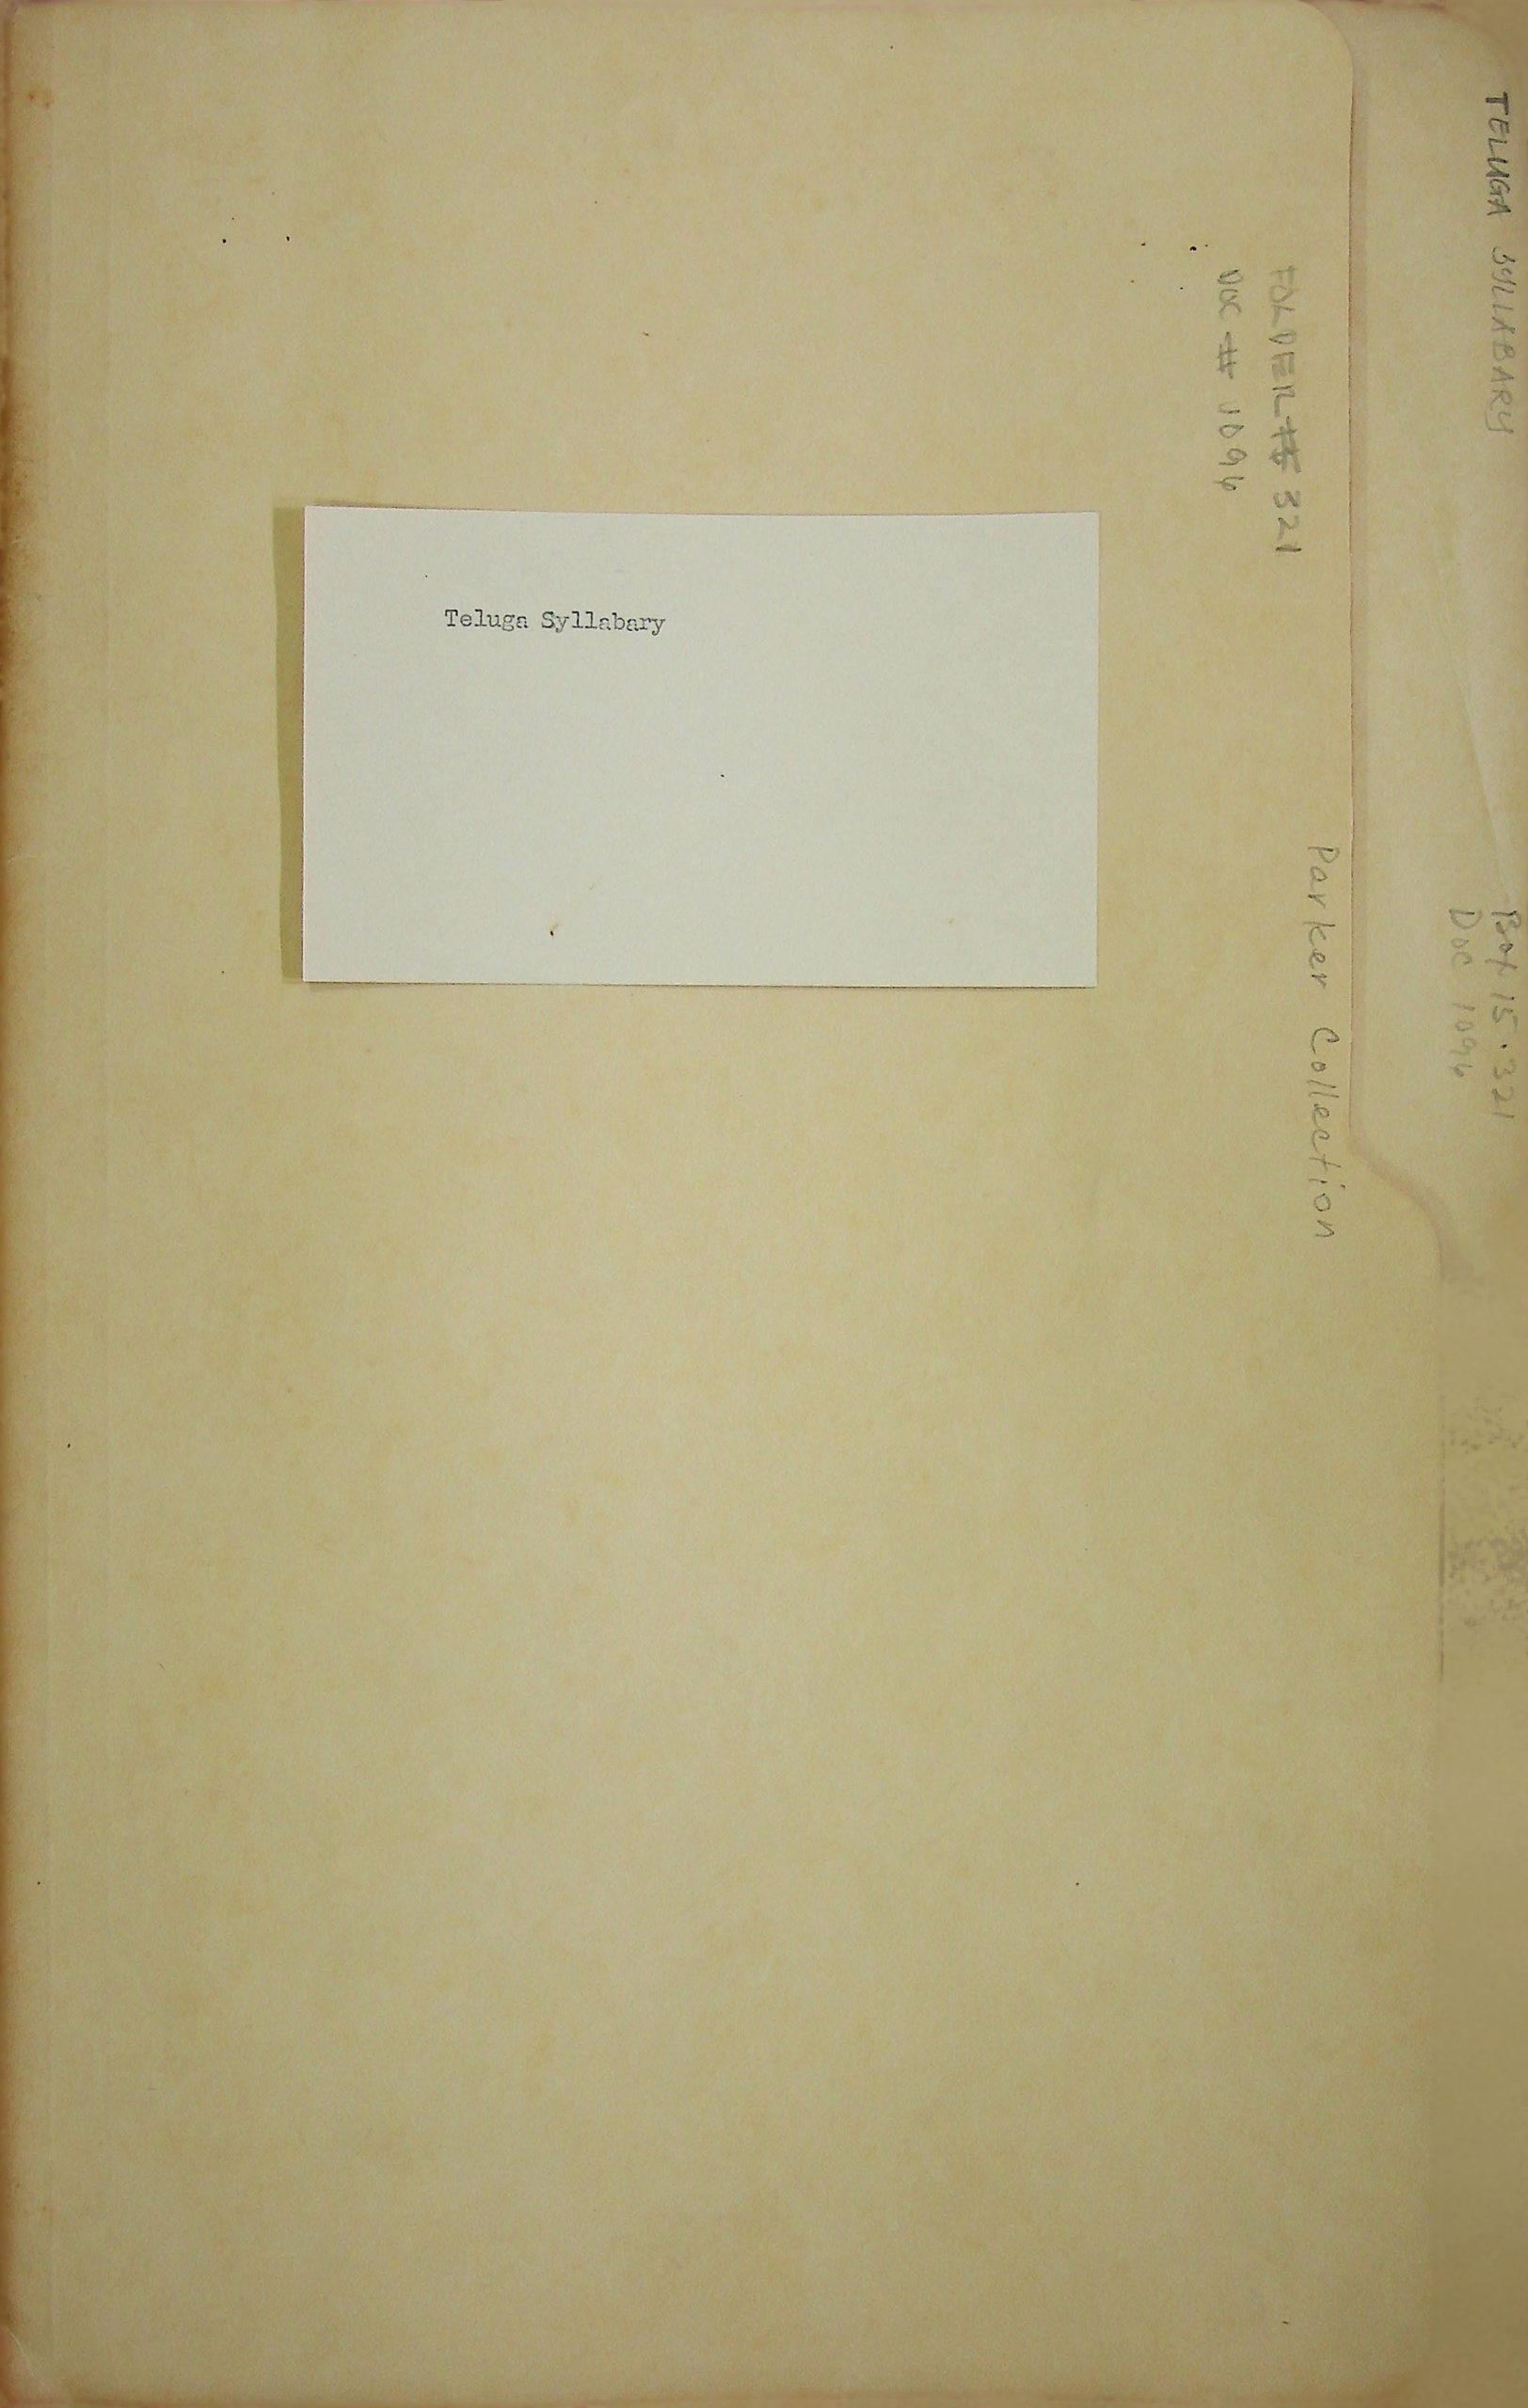 TELUGA SYLLABARY
Box 15.321
Doc 1096
FOLDER # 321
DOC # 1096
Parker Collection
Teluga Syllabary